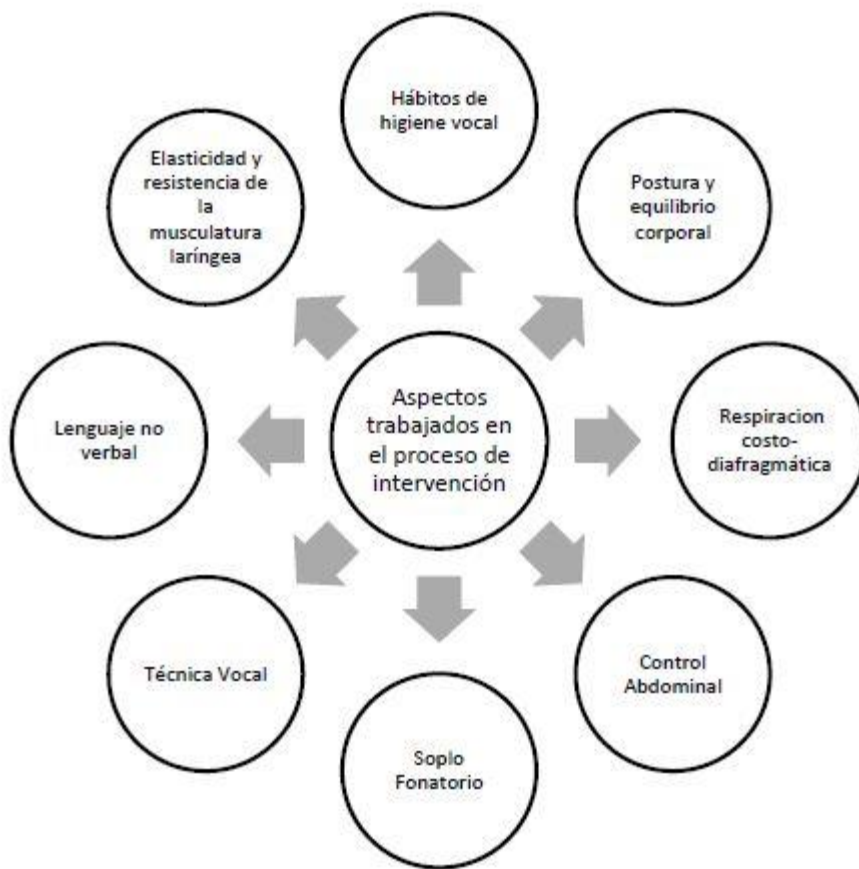 Hábitos de
higiene vocal
Elasticidad y
resistencia de
la
musculatura
laríngea
Postura y
equilibrio
corporal
Aspectos
trabajados en
el proceso de
intervención
Lenguaje no
verbal
Respiracion
costo-
diafragmática
Técnica Vocal
Control
Abdominal
Soplo
Fonatorio